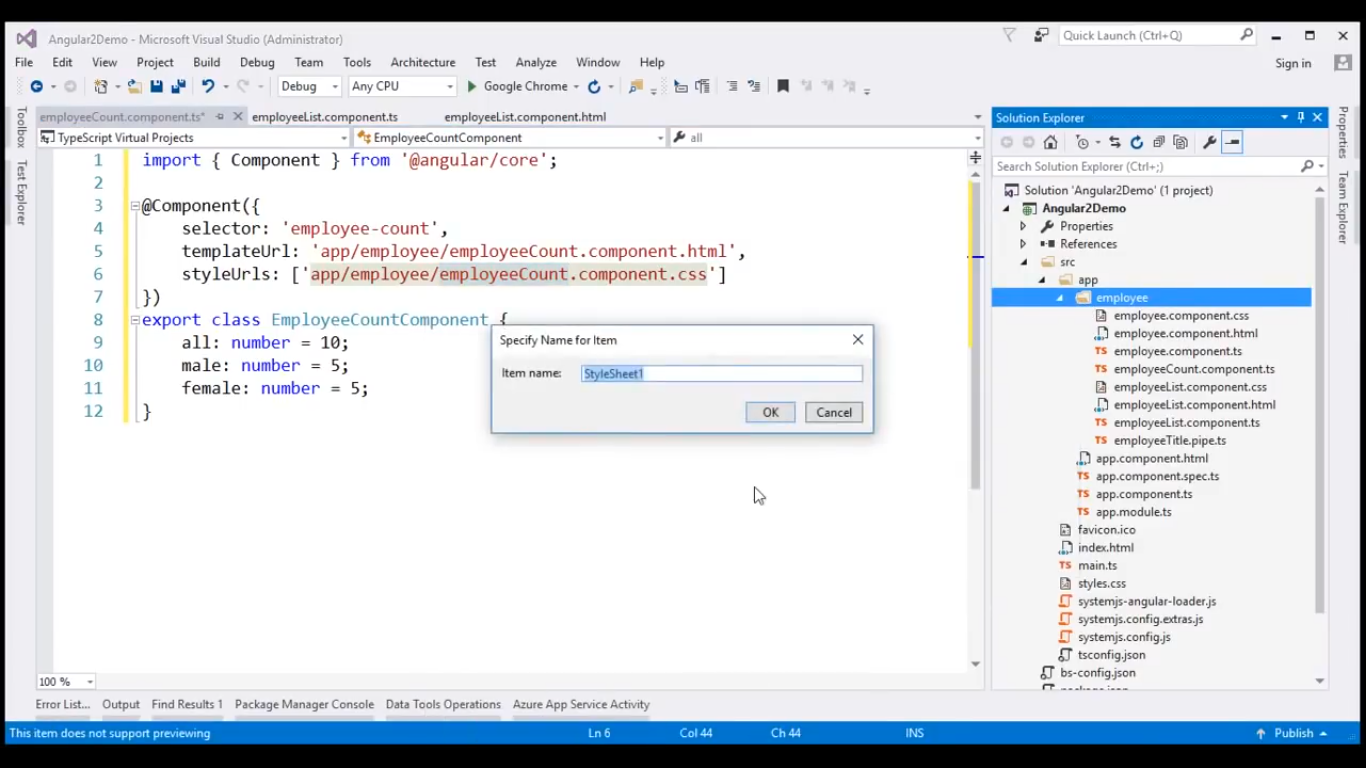 Angular2Demo - Microsoft Visual Studio (Administrator)
Quick Launch (Ctrl+Q)
File Edit View Project Build Debug Team Tools Architecture Test Analyze Window Help
Sign in
Debug Any CPU Google Chrome
Toolbox
Test Explorer
employeeCount.component.ts* employeeList.component.ts employeeList.component.html
TypeScript Virtual Projects EmployeeCountComponent all
1 import { Component } from '@angular/core';
2
3 @Component({
4 selector: 'employee-count',
5 templateUrl: 'app/employee/employeeCount.component.html',
6 styleUrls: ['app/employee/employeeCount.component.css']
7 })
8 export class EmployeeCountComponent {
9 all: number = 10;
10 male: number = 5;
11 female: number = 5;
12 }
Specify Name for Item
Item name: StyleSheet1
OK Cancel
Solution Explorer
Search Solution Explorer (Ctrl+;)
Solution 'Angular2Demo' (1 project)
Angular2Demo
Properties
References
src
app
employee
employee.component.css
employee.component.html
TS employee.component.ts
TS employeeCount.component.ts
employeeList.component.css
employeeList.component.html
TS employeeList.component.ts
TS employeeTitle.pipe.ts
app.component.html
TS app.component.spec.ts
TS app.component.ts
TS app.module.ts
favicon.ico
index.html
TS main.ts
styles.css
systemjs-angular-loader.js
systemjs.config.extras.js
systemjs.config.js
tsconfig.json
bs-config.json
Properties
Team Explorer
100 %
Error List... Output Find Results 1 Package Manager Console Data Tools Operations Azure App Service Activity
This item does not support previewing Ln 6 Col 44 Ch 44 INS Publish